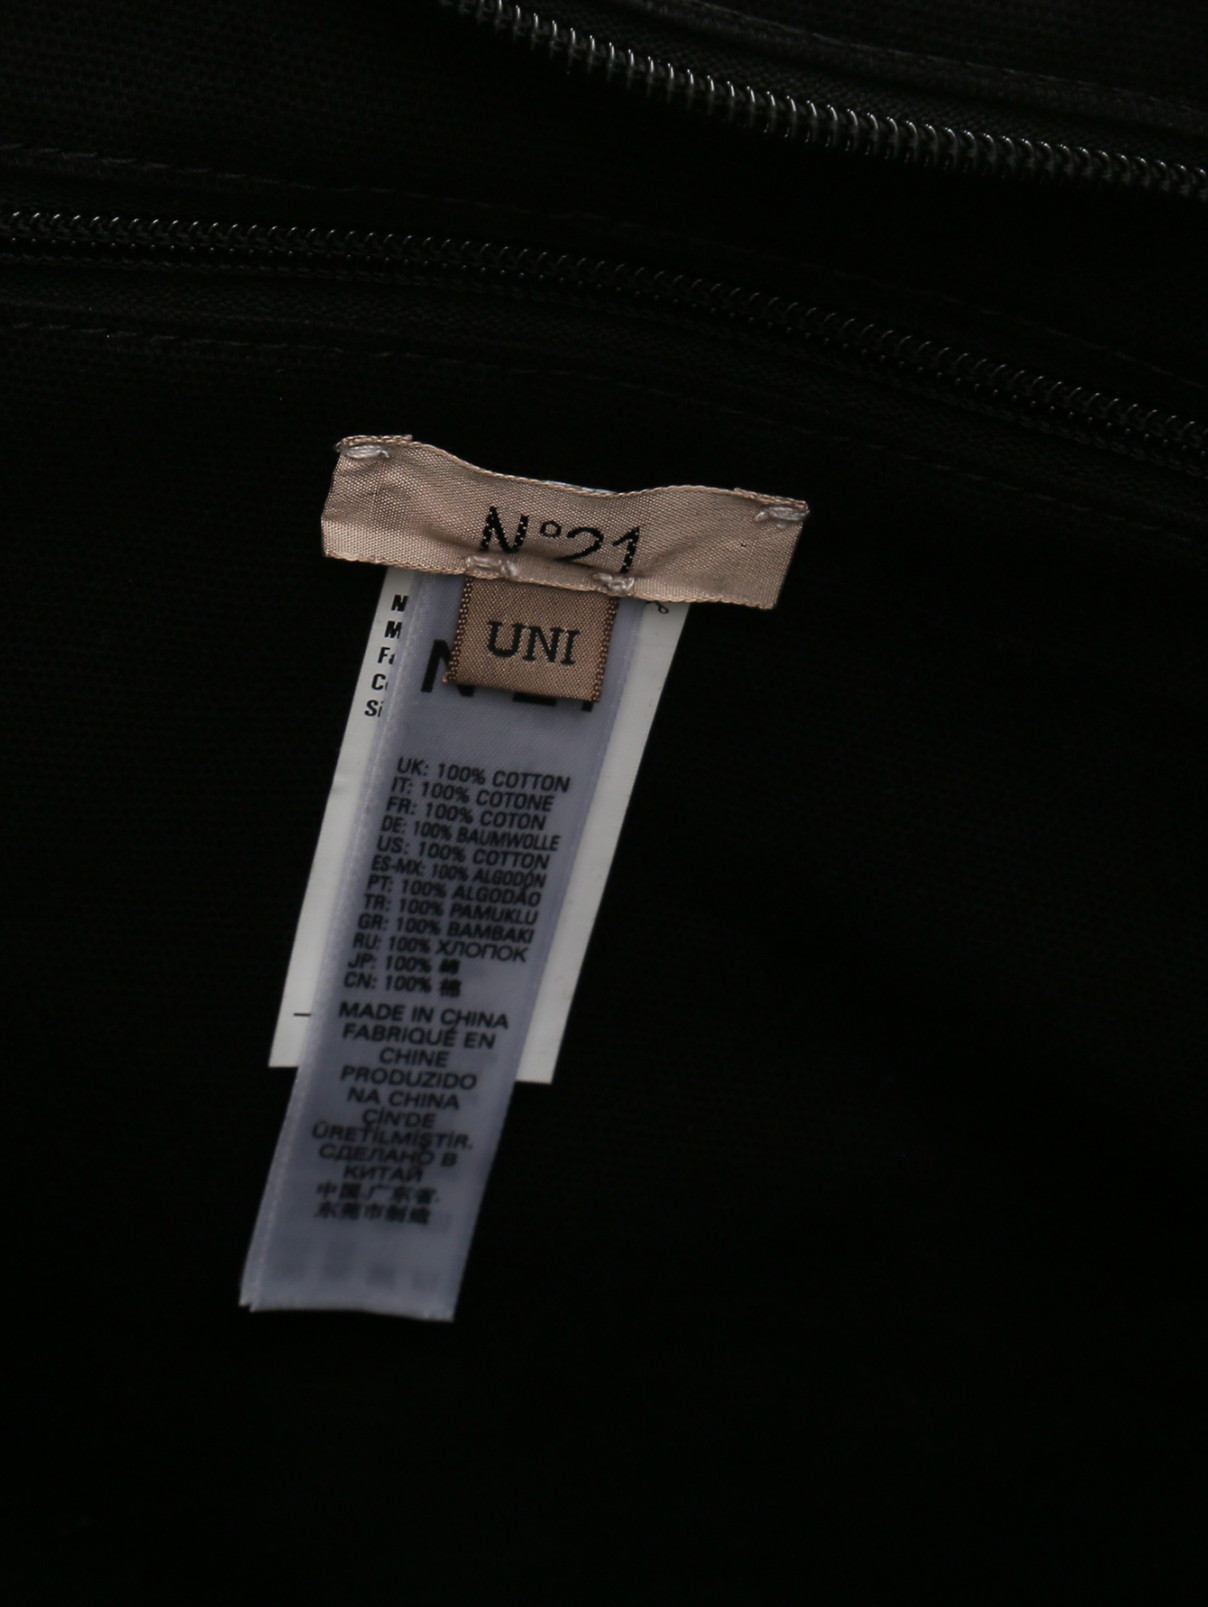 N°21
UNI
UK: 100% COTTON
IT: 100% COTONE
FR: 100% COTON
DE: 100% BAUMWOLLE
US: 100% COTTON
ES-MX: 100% ALGODÓN
PT: 100% ALGODÃO
TR: 100% PAMUKLU
GR: 100% BAMBAKI
RU: 100% ХЛОПОК
JP: 100% 綿
CN: 100% 棉
MADE IN CHINA
FABRIQUÉ EN
CHINE
PRODUZIDO
NA CHINA
ÇİN'DE
ÜRETİLMİŞTİR.
СДЕЛАНО В
КИТАЙ
中国.广东省.
东莞市制造